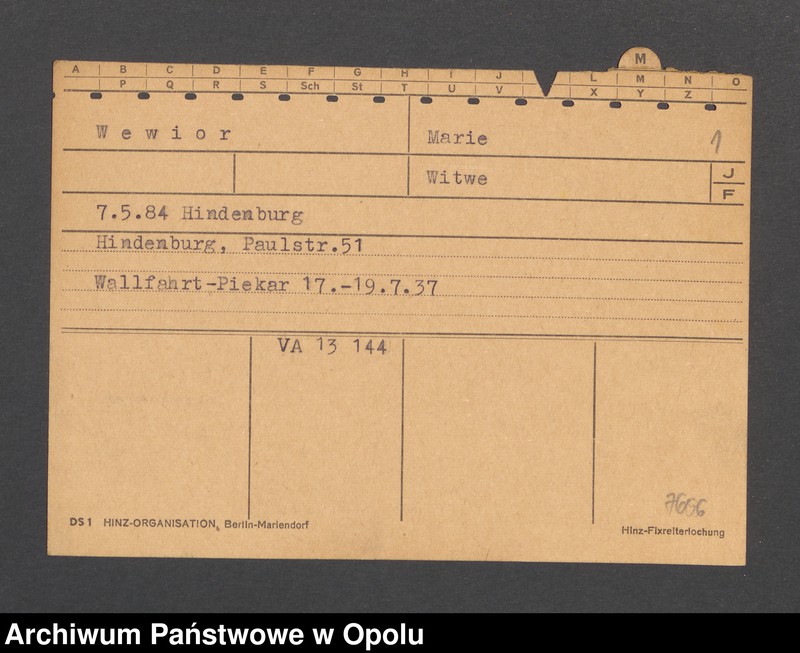 M
A B C D E F G H I J L M N O
P Q R S Sch St T U V X Y Z
Wewior Marie 1
Witwe J
F
7.5.84 Hindenburg
Hindenburg, Paulstr.51
Wallfahrt-Piekar 17.-19.7.37
VA 13 144
7656
DS1 HINZ-ORGANISATION, Berlin-Mariendorf
Hinz-Fixreiterlochung
Archiwum Państwowe w Opolu